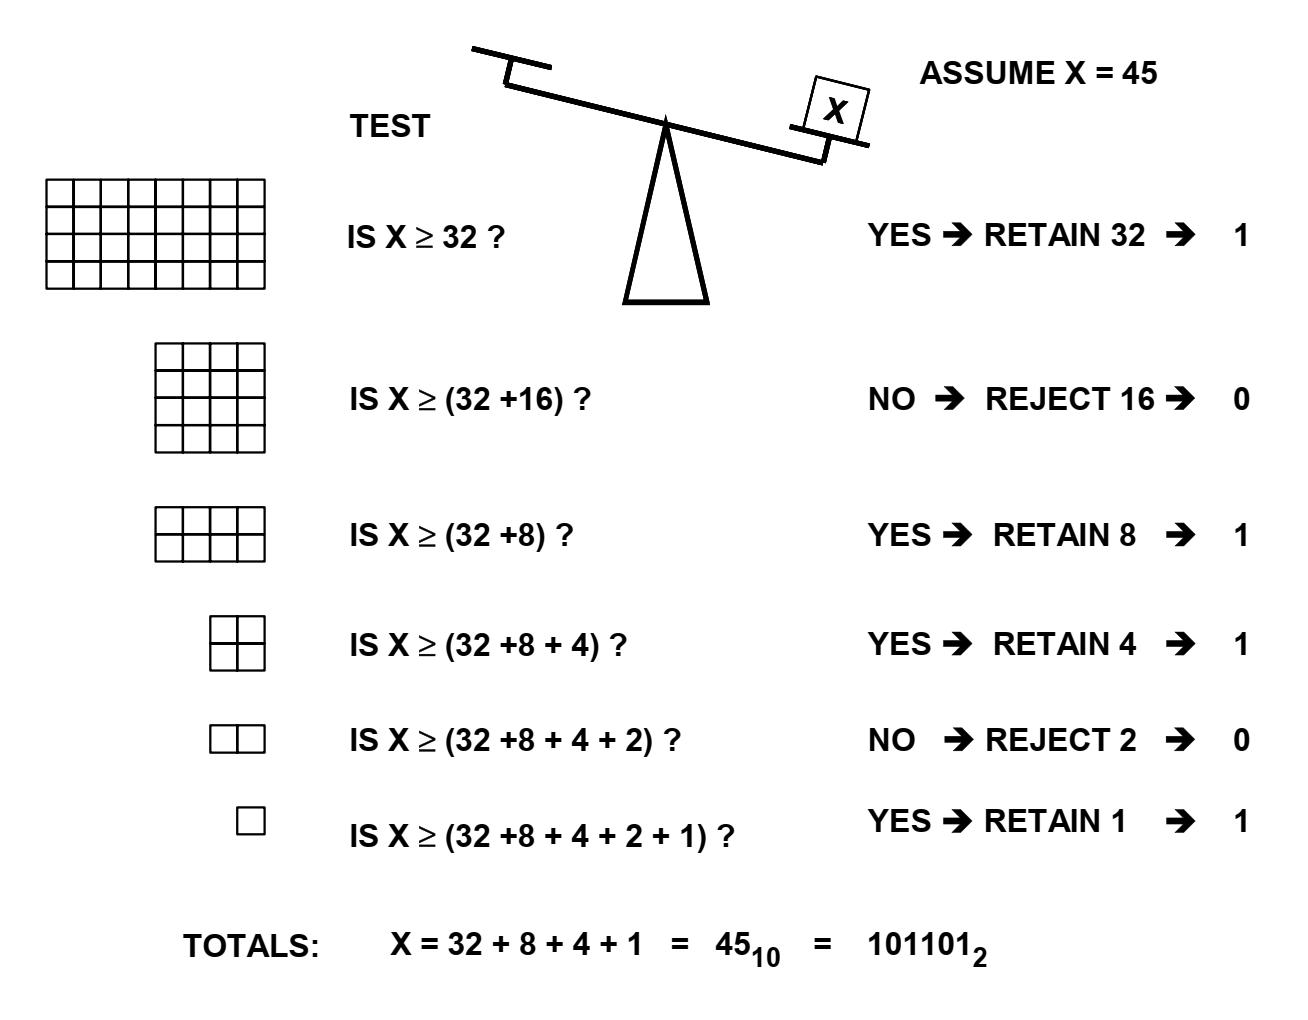 ASSUME X = 45
X
TEST
IS X ≥ 32 ? YES ➔ RETAIN 32 ➔ 1
IS X ≥ (32 +16) ? NO ➔ REJECT 16 ➔ 0
IS X ≥ (32 +8) ? YES ➔ RETAIN 8 ➔ 1
IS X ≥ (32 +8 + 4) ? YES ➔ RETAIN 4 ➔ 1
IS X ≥ (32 +8 + 4 + 2) ? NO ➔ REJECT 2 ➔ 0
IS X ≥ (32 +8 + 4 + 2 + 1) ? YES ➔ RETAIN 1 ➔ 1
TOTALS: X = 32 + 8 + 4 + 1 = 45₁₀ = 101101₂